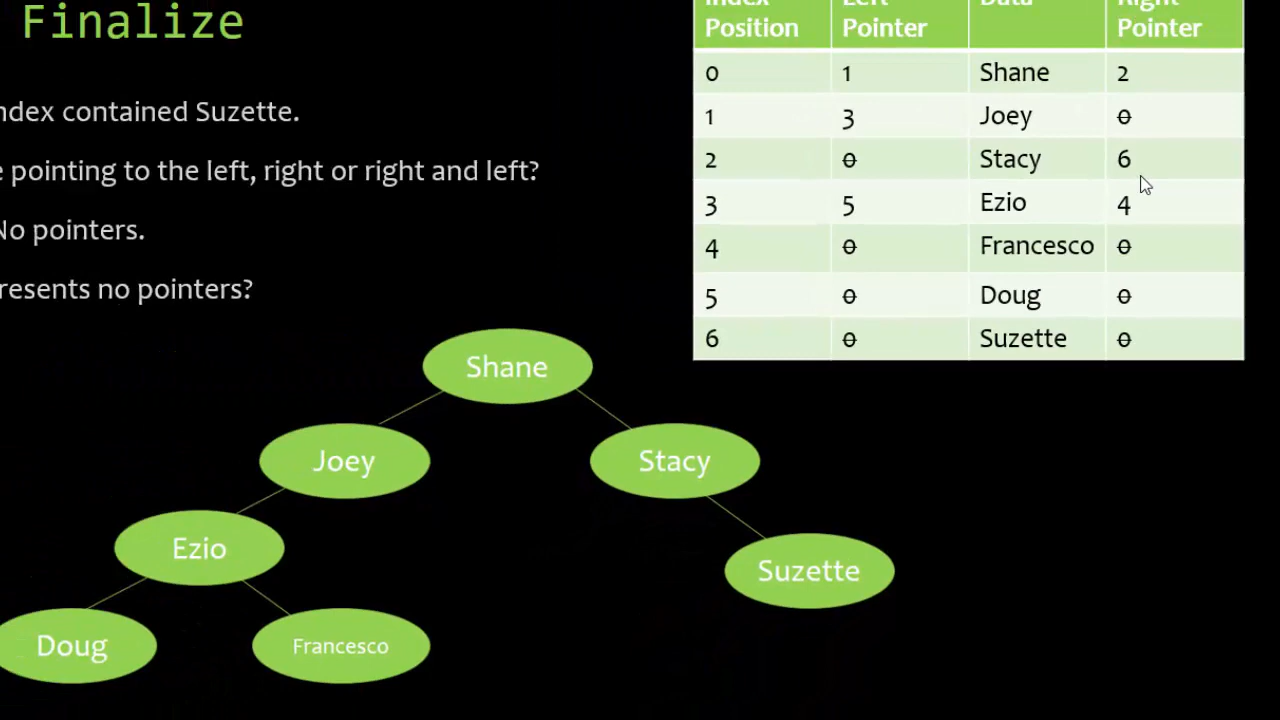 Finalize
ndex contained Suzette.
e pointing to the left, right or right and left?
No pointers.
resents no pointers?
Index Left Data Right
Position Pointer Pointer
0 1 Shane 2
1 3 Joey 0
2 0 Stacy 6
3 5 Ezio 4
4 0 Francesco 0
5 0 Doug 0
6 0 Suzette 0
Shane
Joey Stacy
Ezio
Suzette
Doug Francesco